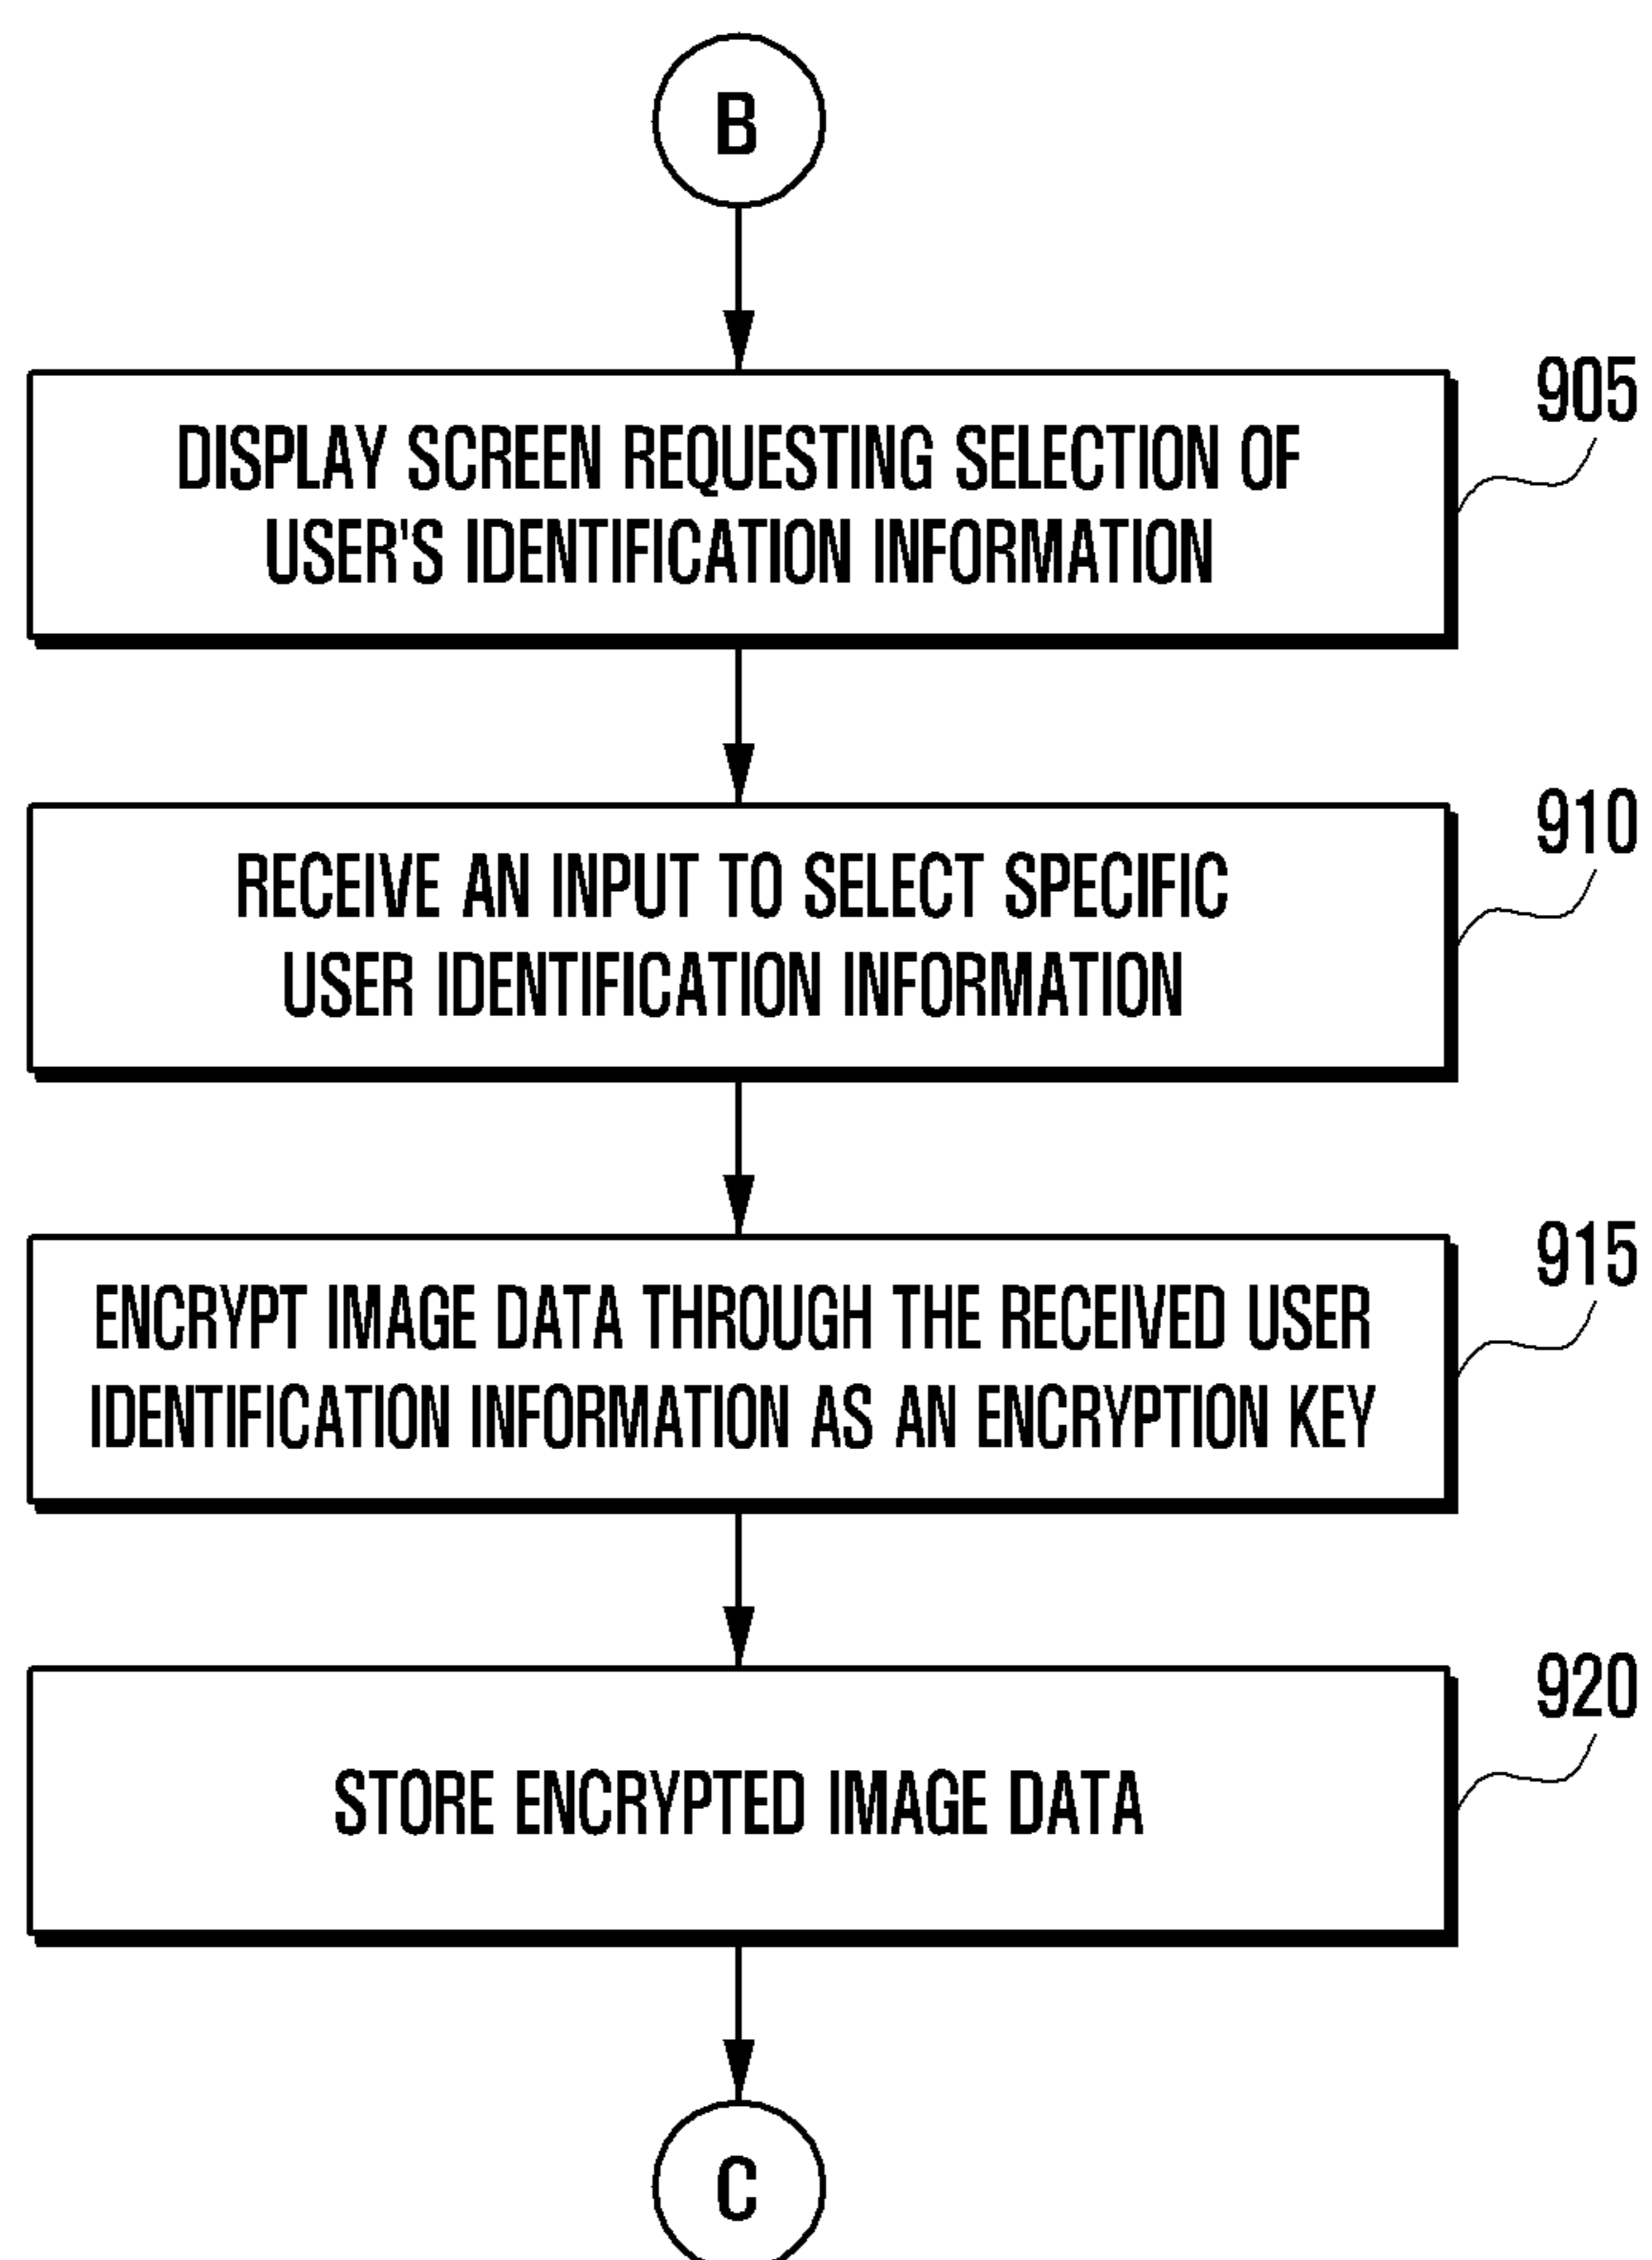 B
905
DISPLAY SCREEN REQUESTING SELECTION OF
USER'S IDENTIFICATION INFORMATION
910
RECEIVE AN INPUT TO SELECT SPECIFIC
USER IDENTIFICATION INFORMATION
915
ENCRYPT IMAGE DATA THROUGH THE RECEIVED USER
IDENTIFICATION INFORMATION AS AN ENCRYPTION KEY
920
STORE ENCRYPTED IMAGE DATA
C